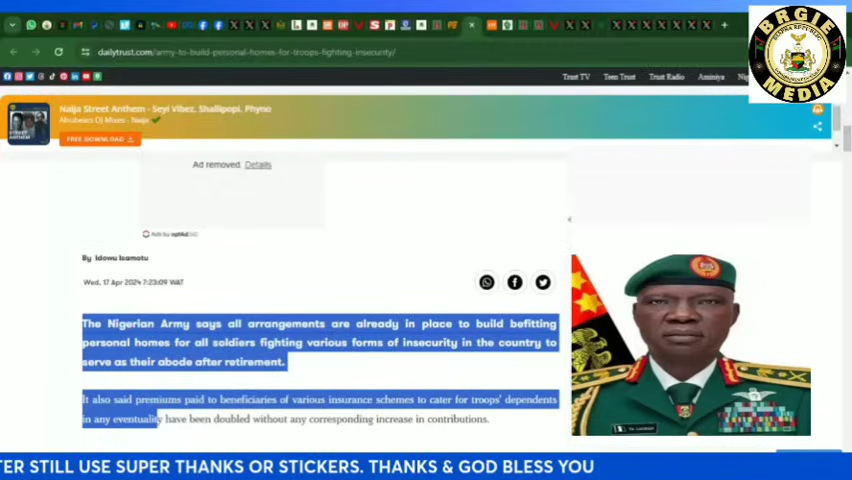 BRGIE
MEDIA
dailytrust.com/army-to-build-personal-homes-for-troops-fighting-insecurity/
Trust TV Teen Trust Trust Radio Aminiya
Naija Street Anthem - Seyi Vibez. Shallipopi. Phyno
Afrobeats DJ Mixes - Naija
FREE DOWNLOAD
Ad removed. Details
Ads by
By Idowu Isamotu
Wed, 17 Apr 2024 7:23:09 WAT
The Nigerian Army says all arrangements are already in place to build befitting
personal homes for all soldiers fighting various forms of insecurity in the country to
serve as their abode after retirement.
It also said premiums paid to beneficiaries of various insurance schemes to cater for troops' dependents
in any eventuality have been doubled without any corresponding increase in contributions.
TER STILL USE SUPER THANKS OR STICKERS. THANKS & GOD BLESS YOU